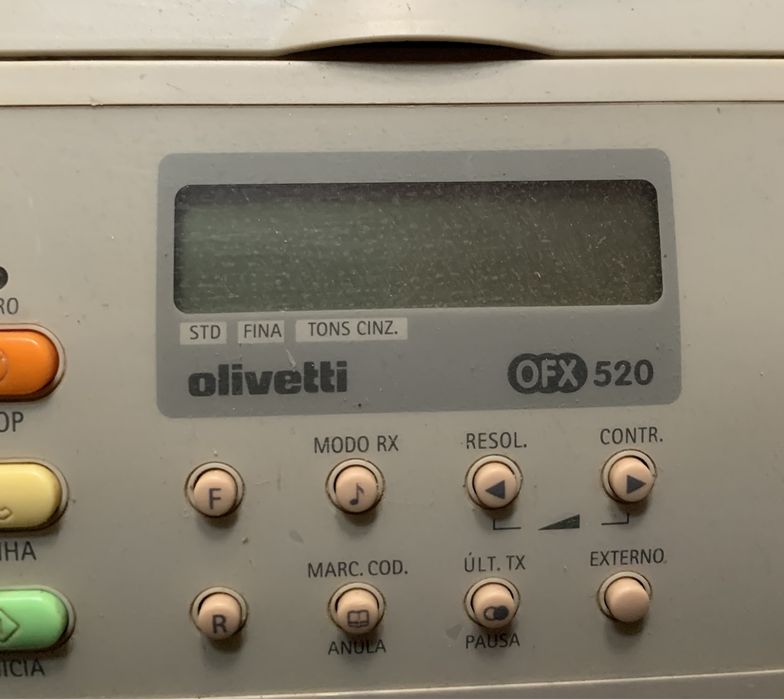 STD FINA TONS CINZ.
olivetti OFX 520
MODO RX RESOL. CONTR.
F
MARC. COD. ÚLT. TX EXTERNO
R
ANULA PAUSA
RO
OP
HA
ICIA